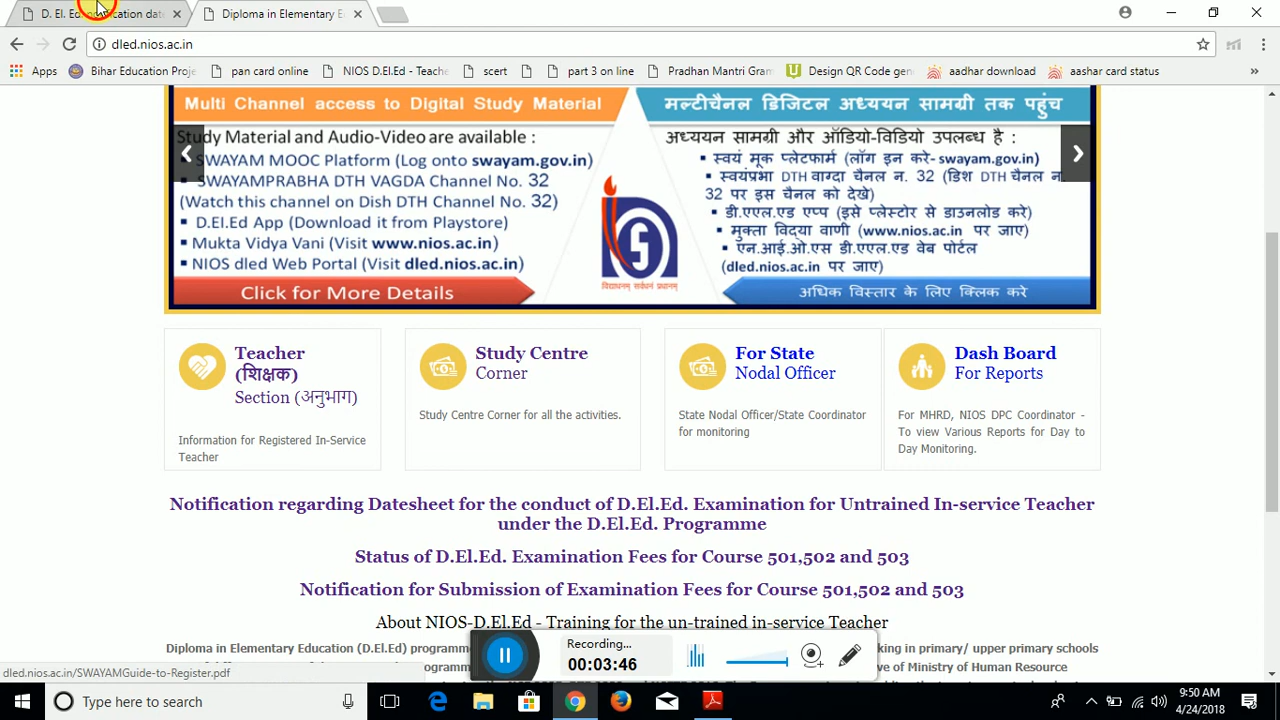 D. El. Ed
cation date
Diploma in Elementary E
dled.nios.ac.in
Apps
Bihar Education Proje
pan card online
NIOS D.El.Ed - Teache
scert
part 3 on line
Pradhan Mantri Gram
Design QR Code gene
aadhar download
aashar card status
Multi Channel access to Digital Study Material
Study Material and Audio-Video are available :
SWAYAM MOOC Platform (Log onto swayam.gov.in)
SWAYAMPRABHA DTH VAGDA Channel No. 32
(Watch this channel on Dish DTH Channel No. 32)
D.El.Ed App (Download it from Playstore)
Mukta Vidya Vani (Visit www.nios.ac.in)
NIOS dled Web Portal (Visit dled.nios.ac.in)
Click for More Details
विद्याधनम् सर्वधनं प्रधानम्
मल्टीचैनल डिजिटल अध्ययन सामग्री तक पहुंच
अध्ययन सामग्री और ऑडियो-विडियो उपलब्ध है :
स्वयं मूक प्लेटफार्म (लॉग इन करे- swayam.gov.in)
स्वयंप्रभा DTH वाग्दा चैनल न. 32 (डिश DTH चैनल न.
32 पर इस चैनल को देखे)
डी.एएल.एड एप्प (इसे प्लेस्टोर से डाउनलोड करे)
मुक्ता विद्या वाणी (www.nios.ac.in पर जाए)
एन.आई.ओ.एस डी.एएल.एड वेब पोर्टल
(dled.nios.ac.in पर जाए)
अधिक विस्तार के लिए क्लिक करे
Teacher
(शिक्षक)
Section (अनुभाग)
Information for Registered In-Service
Teacher
Study Centre
Corner
Study Centre Corner for all the activities.
For State
Nodal Officer
State Nodal Officer/State Coordinator
for monitoring
Dash Board
For Reports
For MHRD, NIOS DPC Coordinator -
To view Various Reports for Day to
Day Monitoring.
Notification regarding Datesheet for the conduct of D.El.Ed. Examination for Untrained In-service Teacher
under the D.El.Ed. Programme
Status of D.El.Ed. Examination Fees for Course 501,502 and 503
Notification for Submission of Examination Fees for Course 501,502 and 503
About NIOS-D.El.Ed - Training for the un-trained in-service Teacher
Diploma in Elementary Education (D.El.Ed) programme
king in primary/ upper primary schools
ve of Ministry of Human Resource
Recording...
00:03:46
dled.nios.ac.in/SWAYAMGuide-to-Register.pdf
Type here to search
9:50 AM
4/24/2018